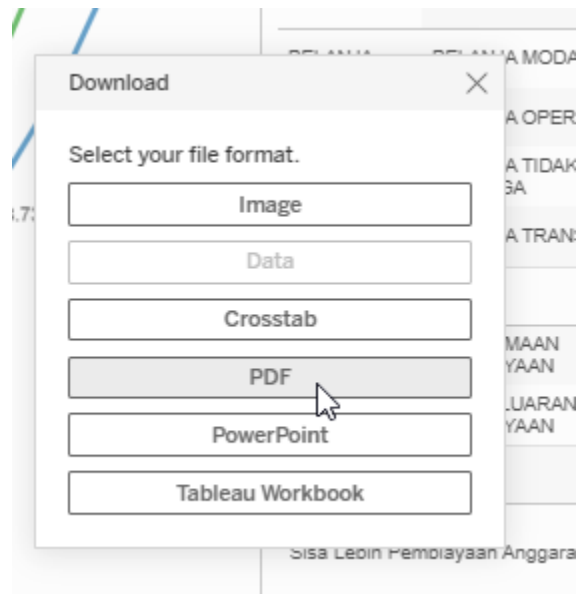 Download
Select your file format.
Image
Data
Crosstab
PDF
PowerPoint
Tableau Workbook
A MODA
A OPER
A TIDAK
GA
A TRANS
MAAN
YAAN
LUARAN
YAAN
Sisa Lebih Pembiayaan Anggara